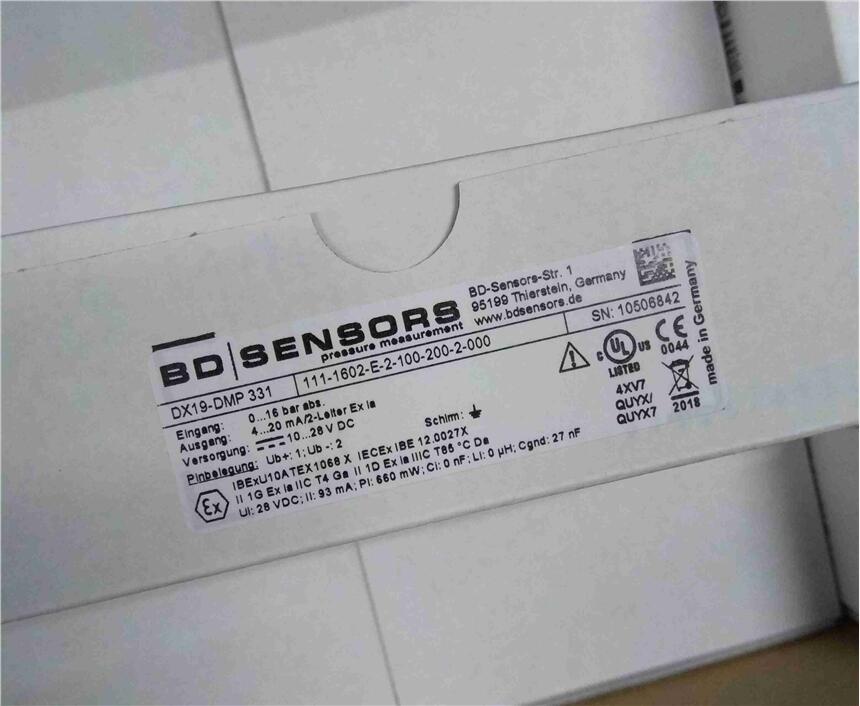 BD|SENSORS
pressure measurement
BD-Sensors-Str. 1
95199 Thierstein, Germany
www.bdsensors.de
DX19-DMP 331
111-1602-E-2-100-200-2-000
SN: 10506842
Eingang: 0...16 bar abs.
Ausgang: 4...20 mA/2-Leiter Ex ia
Versorgung: 10...28 V DC
Pinbelegung: Ub+: 1; Ub -: 2
Schirm:
IBExU10ATEX1068 X IECEx IBE 12.0027X
II 1G Ex ia IIC T4 Ga II 1D Ex ia IIIC T85 °C Da
Ui: 28 VDC; Ii: 93 mA; Pi: 660 mW; Ci: 0 nF; Li: 0 µH; Cgnd: 27 nF
Ex
c UL US
LISTED
4XV7
QUYX/
QUYX7
CE
0044
2018
made in Germany